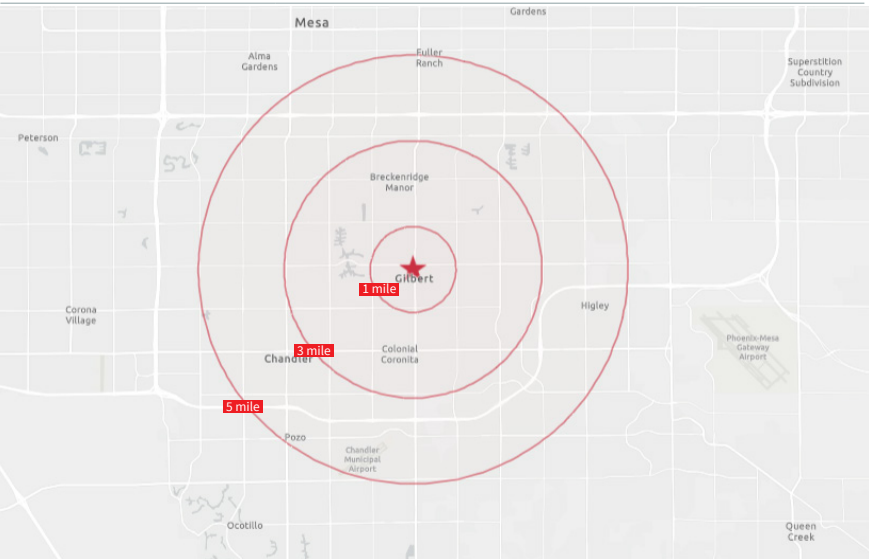 Gardens
Mesa
Fuller
Ranch
Alma
Gardens
Superstition
Country
Subdivision
Peterson
Breckenridge
Manor
Gilbert
1 mile
Higley
Corona
Village
Phoenix-Mesa
Gateway
Airport
3 mile
Chandler
Colonial
Coronita
5 mile
Pozo
Chandler
Municipal
Airport
Ocotillo
Queen
Creek